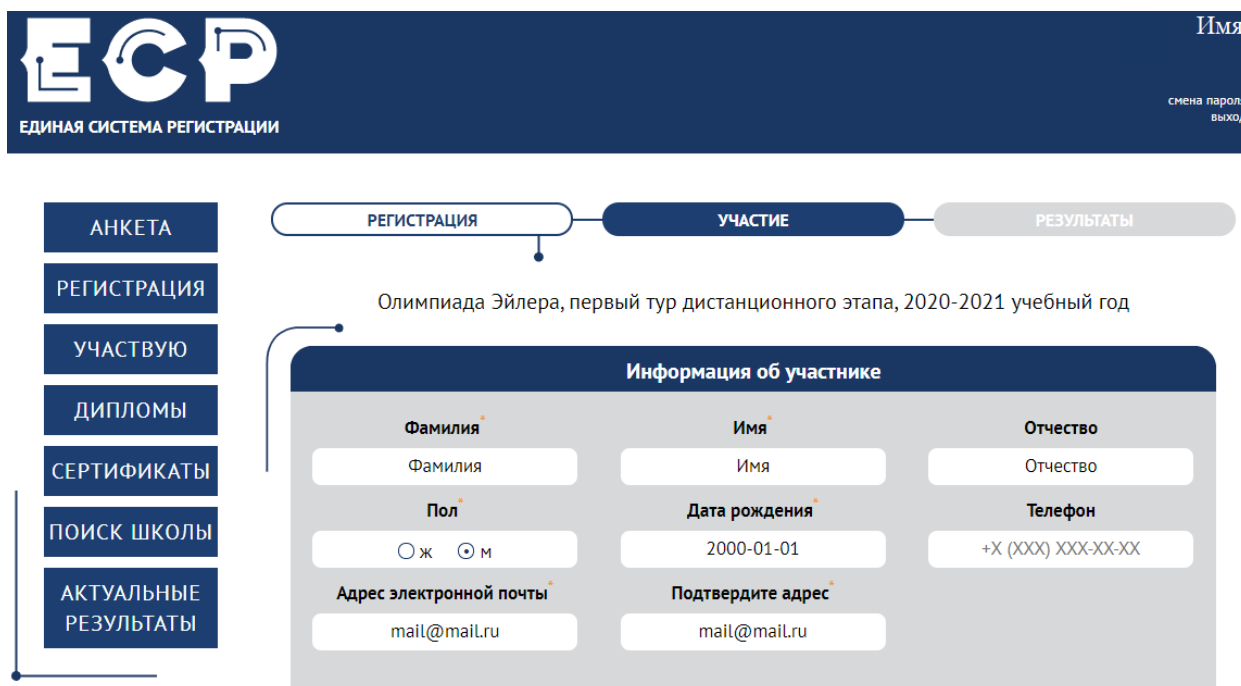 ЕСР
Имя
смена парол
выхо
ЕДИНАЯ СИСТЕМА РЕГИСТРАЦИИ
АНКЕТА
РЕГИСТРАЦИЯ
УЧАСТВУЮ
ДИПЛОМЫ
СЕРТИФИКАТЫ
ПОИСК ШКОЛЫ
АКТУАЛЬНЫЕ
РЕЗУЛЬТАТЫ
РЕГИСТРАЦИЯ УЧАСТИЕ РЕЗУЛЬТАТЫ
Олимпиада Эйлера, первый тур дистанционного этапа, 2020-2021 учебный год
Информация об участнике
Фамилия* Имя* Отчество
Фамилия Имя Отчество
Пол* Дата рождения* Телефон
ж м 2000-01-01 +X (XXX) XXX-XX-XX
Адрес электронной почты* Подтвердите адрес*
mail@mail.ru mail@mail.ru